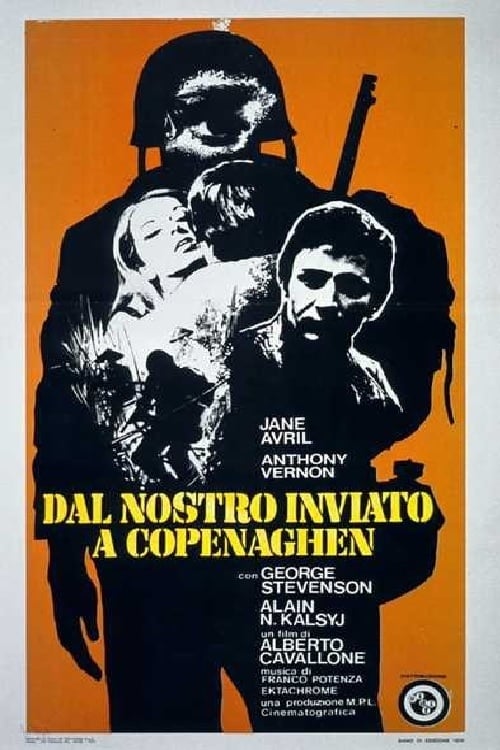 JANE
AVRIL
ANTHONY
VERNON
DAL NOSTRO INVIATO
A COPENAGHEN
con GEORGE
STEVENSON
ALAIN
N. KALSYJ
un film di
ALBERTO
CAVALLONE
musica di
FRANCO POTENZA
EKTACHROME
una produzione M.P.L.
Cinematografica
DISTRIBUZIONE